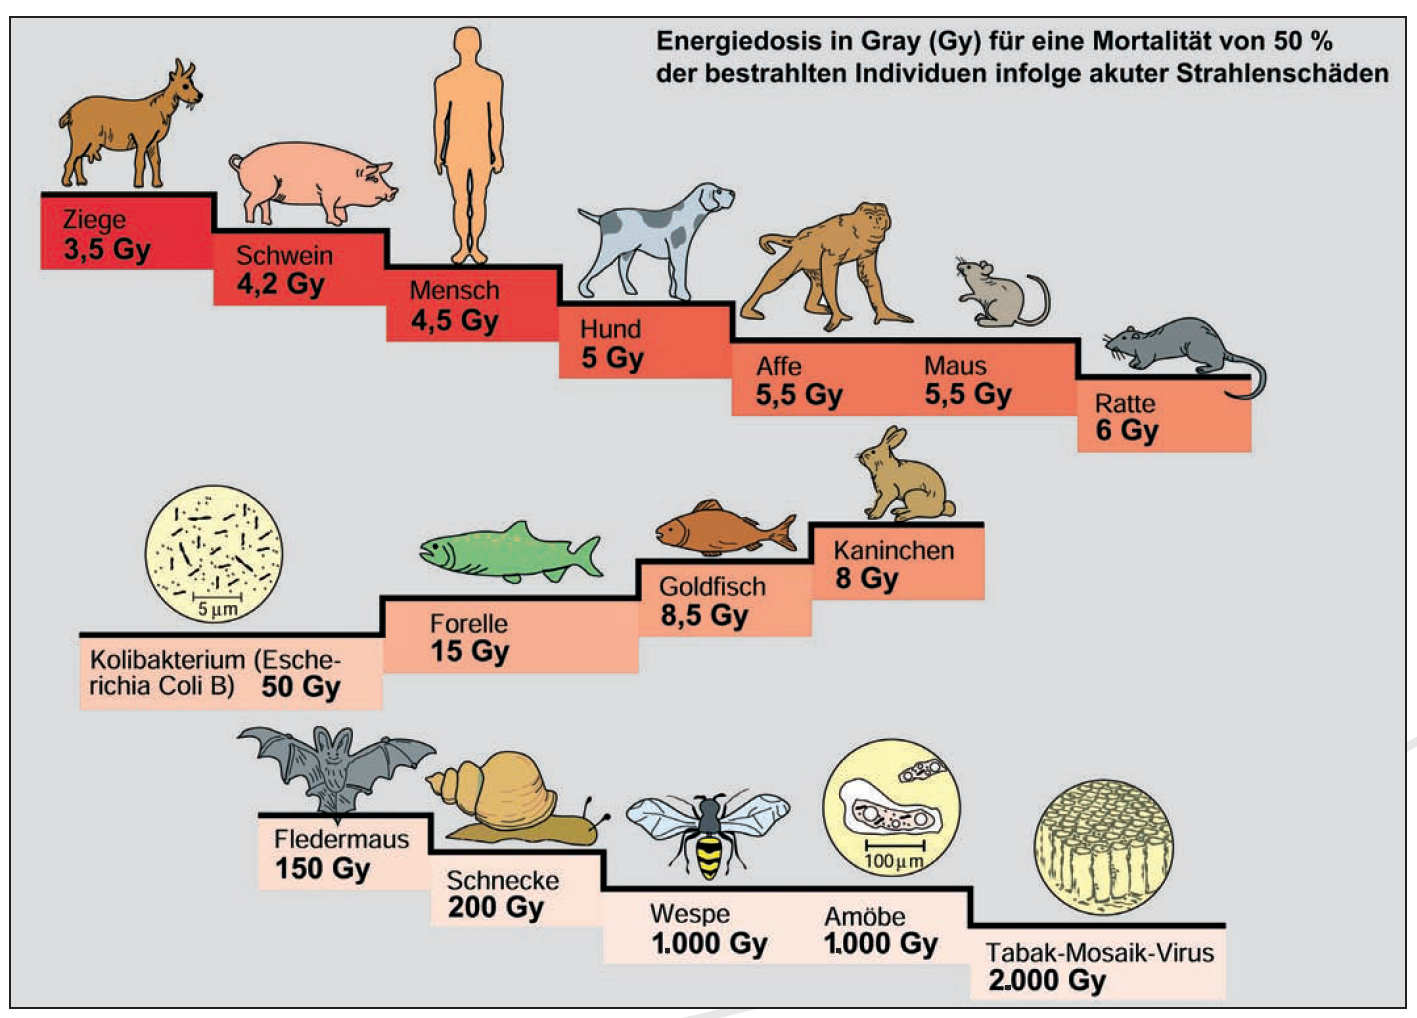 Energiedosis in Gray (Gy) für eine Mortalität von 50 %
der bestrahlten Individuen infolge akuter Strahlenschäden
Ziege
3,5 Gy
Schwein
4,2 Gy
Mensch
4,5 Gy
Hund
5 Gy
Affe
5,5 Gy
Maus
5,5 Gy
Ratte
6 Gy
5 µm
Kolibakterium (Esche-
richia Coli B) 50 Gy
Forelle
15 Gy
Goldfisch
8,5 Gy
Kaninchen
8 Gy
Fledermaus
150 Gy
Schnecke
200 Gy
Wespe
1.000 Gy
100 µm
Amöbe
1.000 Gy
Tabak-Mosaik-Virus
2.000 Gy